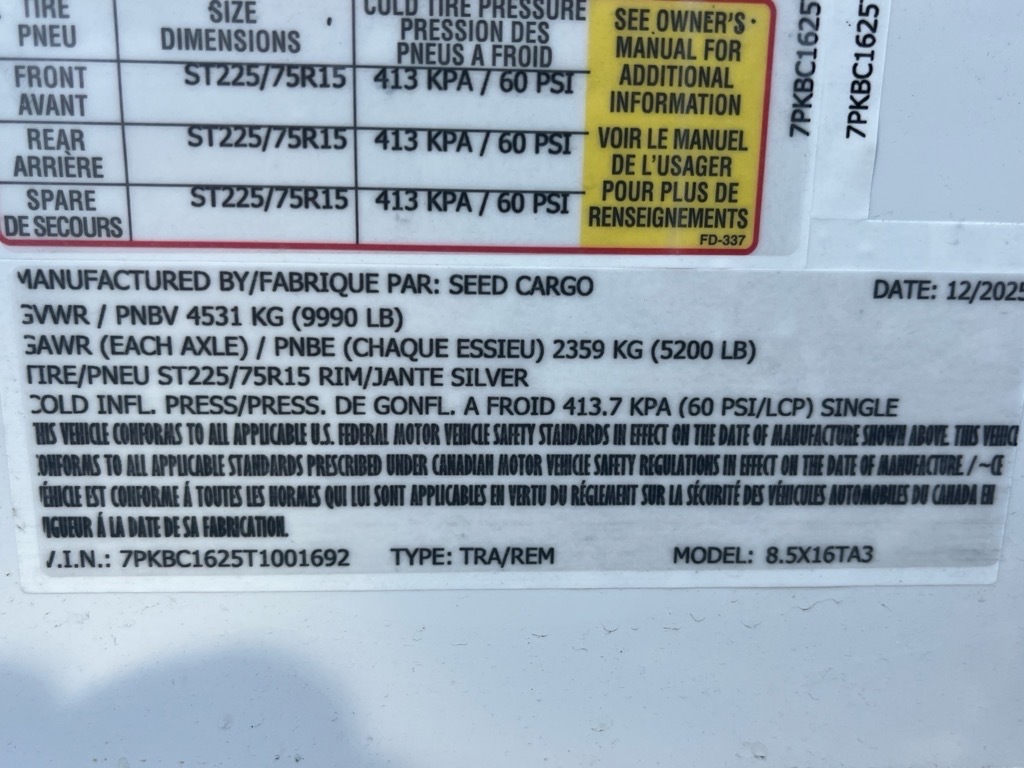 TIRE SIZE COLD TIRE PRESSURE
PNEU DIMENSIONS PRESSION DES
PNEUS A FROID
FRONT ST225/75R15 413 KPA / 60 PSI
AVANT
REAR ST225/75R15 413 KPA / 60 PSI
ARRIÈRE
SPARE ST225/75R15 413 KPA / 60 PSI
DE SECOURS
SEE OWNER'S
MANUAL FOR
ADDITIONAL
INFORMATION
VOIR LE MANUEL
DE L'USAGER
POUR PLUS DE
RENSEIGNEMENTS
FD-337
7PKBC1625
7PKBC1625
MANUFACTURED BY/FABRIQUE PAR: SEED CARGO DATE: 12/2025
GVWR / PNBV 4531 KG (9990 LB)
GAWR (EACH AXLE) / PNBE (CHAQUE ESSIEU) 2359 KG (5200 LB)
TIRE/PNEU ST225/75R15 RIM/JANTE SILVER
COLD INFL. PRESS/PRESS. DE GONFL. A FROID 413.7 KPA (60 PSI/LCP) SINGLE
THIS VEHICLE CONFORMS TO ALL APPLICABLE U.S. FEDERAL MOTOR VEHICLE SAFETY STANDARDS IN EFFECT ON THE DATE OF MANUFACTURE SHOWN ABOVE. THIS VEHICL
CONFORMS TO ALL APPLICABLE STANDARDS PRESCRIBED UNDER CANADIAN MOTOR VEHICLE SAFETY REGULATIONS IN EFFECT ON THE DATE OF MANUFACTURE. / ~CE
VÉHICLE EST CONFORME Á TOUTES LES NORMES QUI LUI SONT APPLICABLES EN VERTU DU RÉGLEMENT SUR LA SÉCURITÉ DES VÉHICULES AUTOMOBILES DU CANADA EN
VIGUEUR Á LA DATE DE SA FABRICATION.
V.I.N.: 7PKBC1625T1001692 TYPE: TRA/REM MODEL: 8.5X16TA3